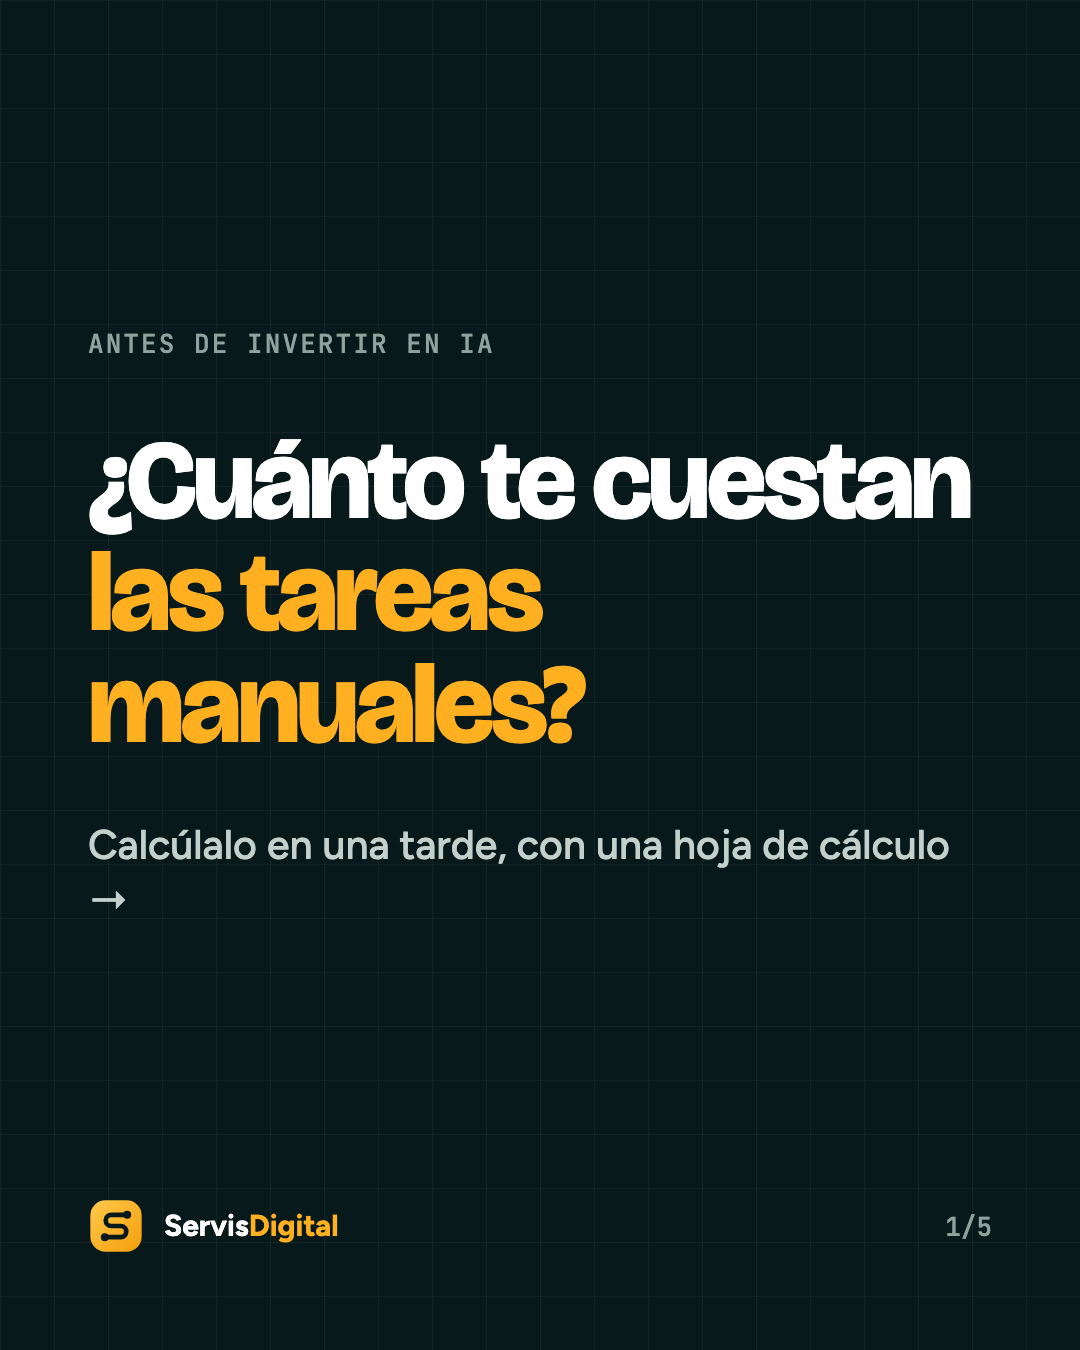 ANTES DE INVERTIR EN IA
¿Cuánto te cuestan
las tareas
manuales?
Calcúlalo en una tarde, con una hoja de cálculo
→
ServisDigital
1/5